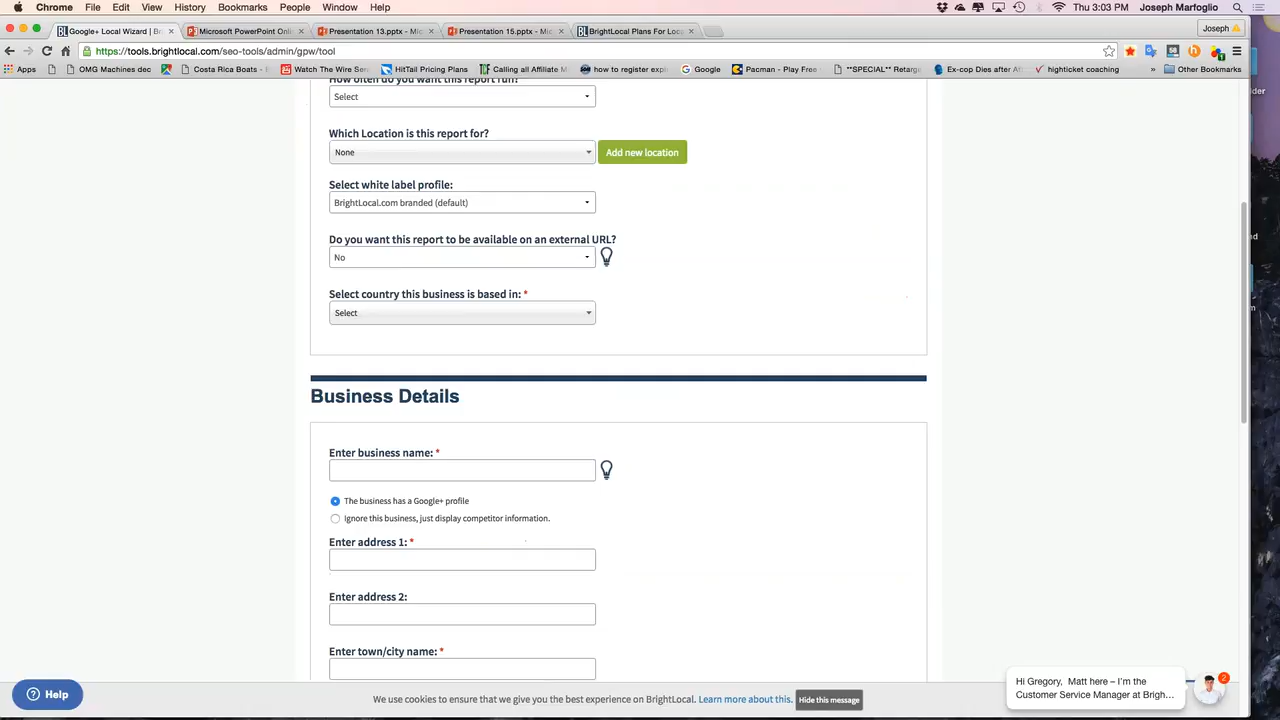 Chrome File Edit View History Bookmarks People Window Help Thu 3:03 PM Joseph Marfoglio
Google+ Local Wizard | Bri Microsoft PowerPoint Onlin Presentation 13.pptx - Mic Presentation 15.pptx - Mic BrightLocal Plans For Loca Joseph
https://tools.brightlocal.com/seo-tools/admin/gpw/tool
Apps OMG Machines dec Costa Rica Boats - Watch The Wire Ser HitTail Pricing Plan Calling all Affiliate M how to register exp Google Pacman - Play Free **SPECIAL** Retarge Ex-cop Dies after A highticket coaching » Other Bookmarks
How often do you want this report run?
Select
Which Location is this report for?
None
Add new location
Select white label profile:
BrightLocal.com branded (default)
Do you want this report to be available on an external URL?
No
Select country this business is based in: *
Select
Business Details
Enter business name: *
The business has a Google+ profile
Ignore this business, just display competitor information.
Enter address 1: *
Enter address 2:
Enter town/city name: *
Help
We use cookies to ensure that we give you the best experience on BrightLocal. Learn more about this. Hide this message
Hi Gregory, Matt here – I'm the
Customer Service Manager at Brigh...
2